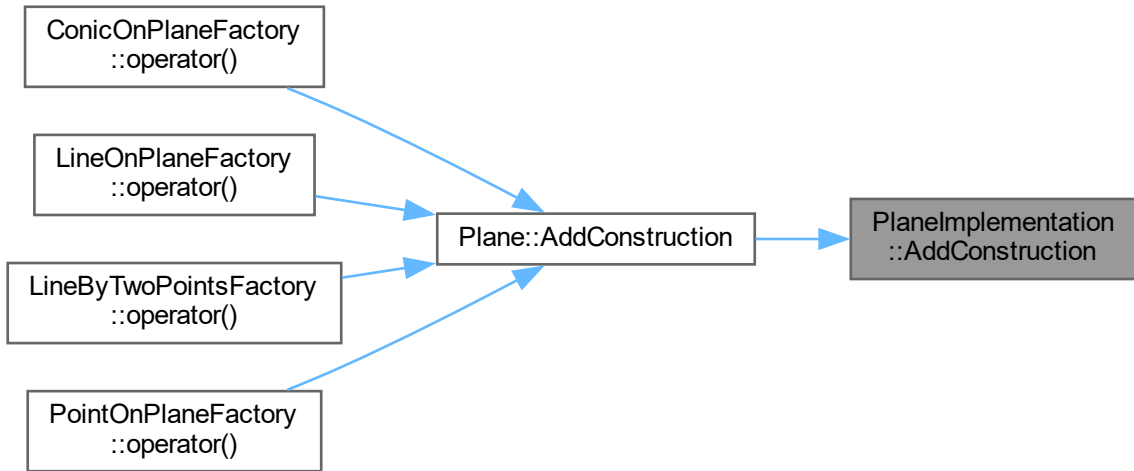 ConicOnPlaneFactory
::operator()
LineOnPlaneFactory
::operator()
LineByTwoPointsFactory
::operator()
PointOnPlaneFactory
::operator()
Plane::AddConstruction
PlaneImplementation
::AddConstruction